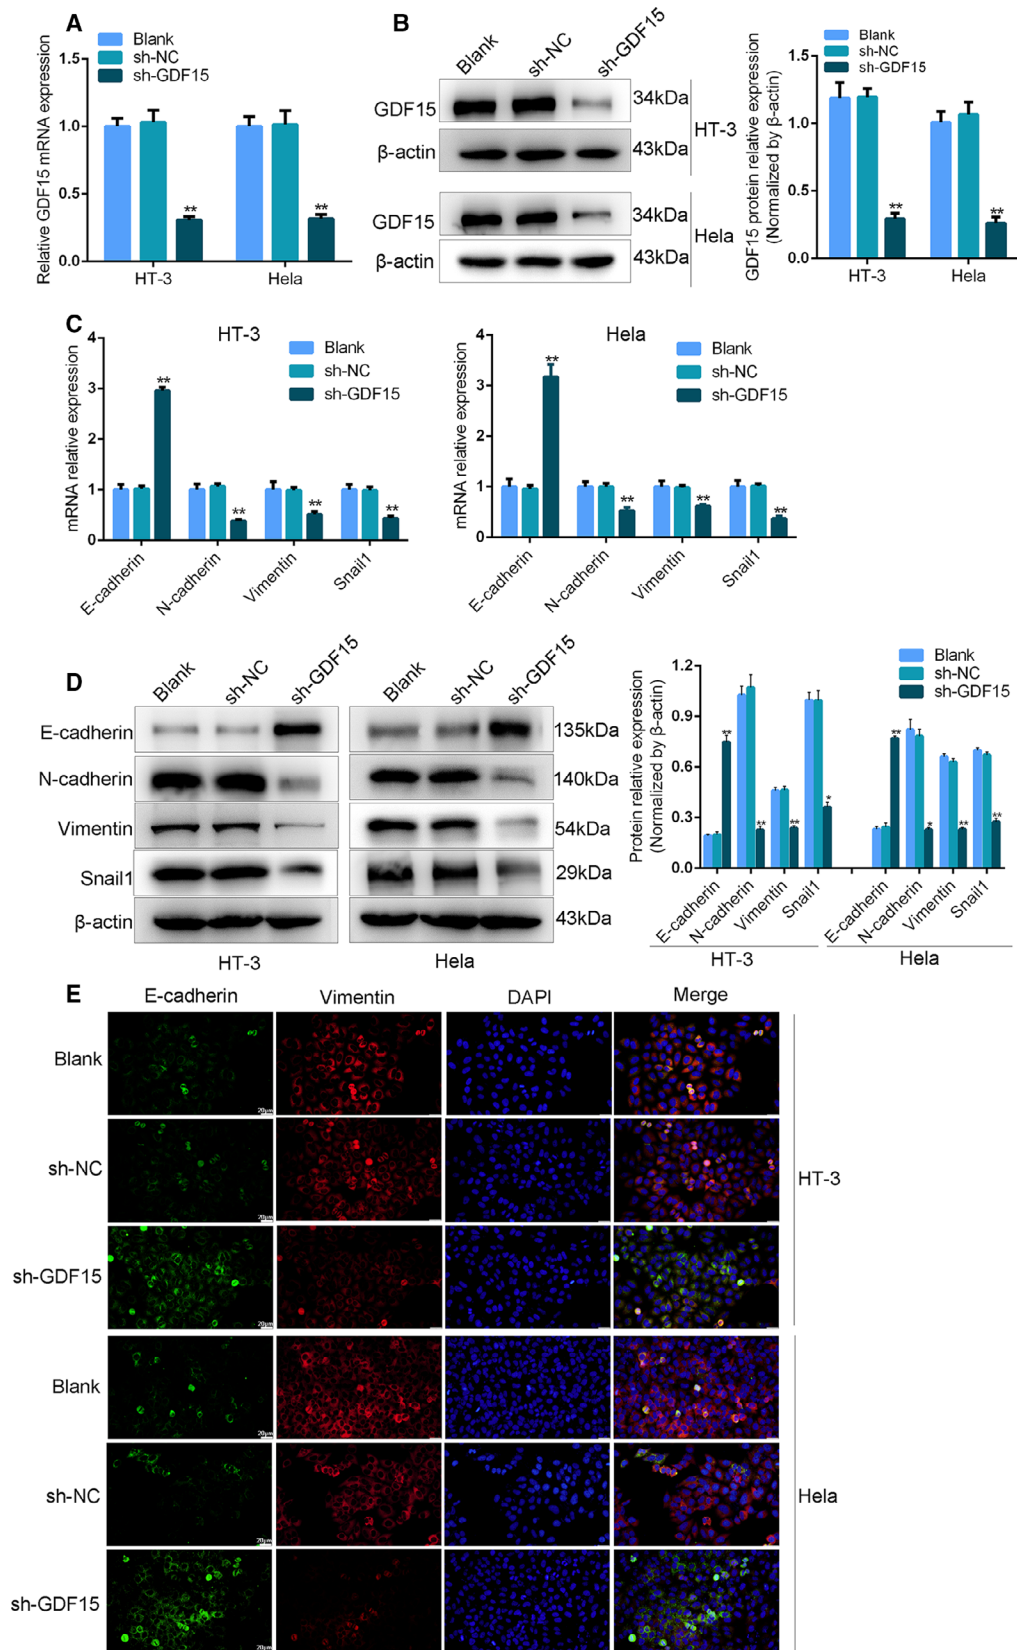 A
Blank
sh-NC
sh-GDF15
Relative GDF15 mRNA expression
1.5
1.0
0.5
0.0
**
**
HT-3
Hela
B
Blank
sh-NC
sh-GDF15
GDF15
34kDa
β-actin
43kDa
HT-3
GDF15
34kDa
β-actin
43kDa
Hela
Blank
sh-NC
sh-GDF15
GDF15 protein relative expression
(Normalized by β-actin)
1.5
1.0
0.5
0.0
**
**
HT-3
Hela
C
HT-3
Blank
sh-NC
sh-GDF15
mRNA relative expression
4
3
2
1
0
**
**
**
**
E-cadherin
N-cadherin
Vimentin
Snail1
Hela
Blank
sh-NC
sh-GDF15
mRNA relative expression
4
3
2
1
0
**
**
**
**
E-cadherin
N-cadherin
Vimentin
Snail1
D
Blank
sh-NC
sh-GDF15
Blank
sh-NC
sh-GDF15
E-cadherin
135kDa
N-cadherin
140kDa
Vimentin
54kDa
Snail1
29kDa
β-actin
43kDa
HT-3
Hela
Blank
sh-NC
sh-GDF15
Protein relative expression
(Normalized by β-actin)
1.2
0.9
0.6
0.3
0.0
**
**
**
*
**
*
**
**
E-cadherin
N-cadherin
Vimentin
Snail1
E-cadherin
N-cadherin
Vimentin
Snail1
HT-3
Hela
E
E-cadherin
Vimentin
DAPI
Merge
Blank
20μm
sh-NC
20μm
HT-3
sh-GDF15
20μm
Blank
20μm
sh-NC
20μm
Hela
sh-GDF15
20μm